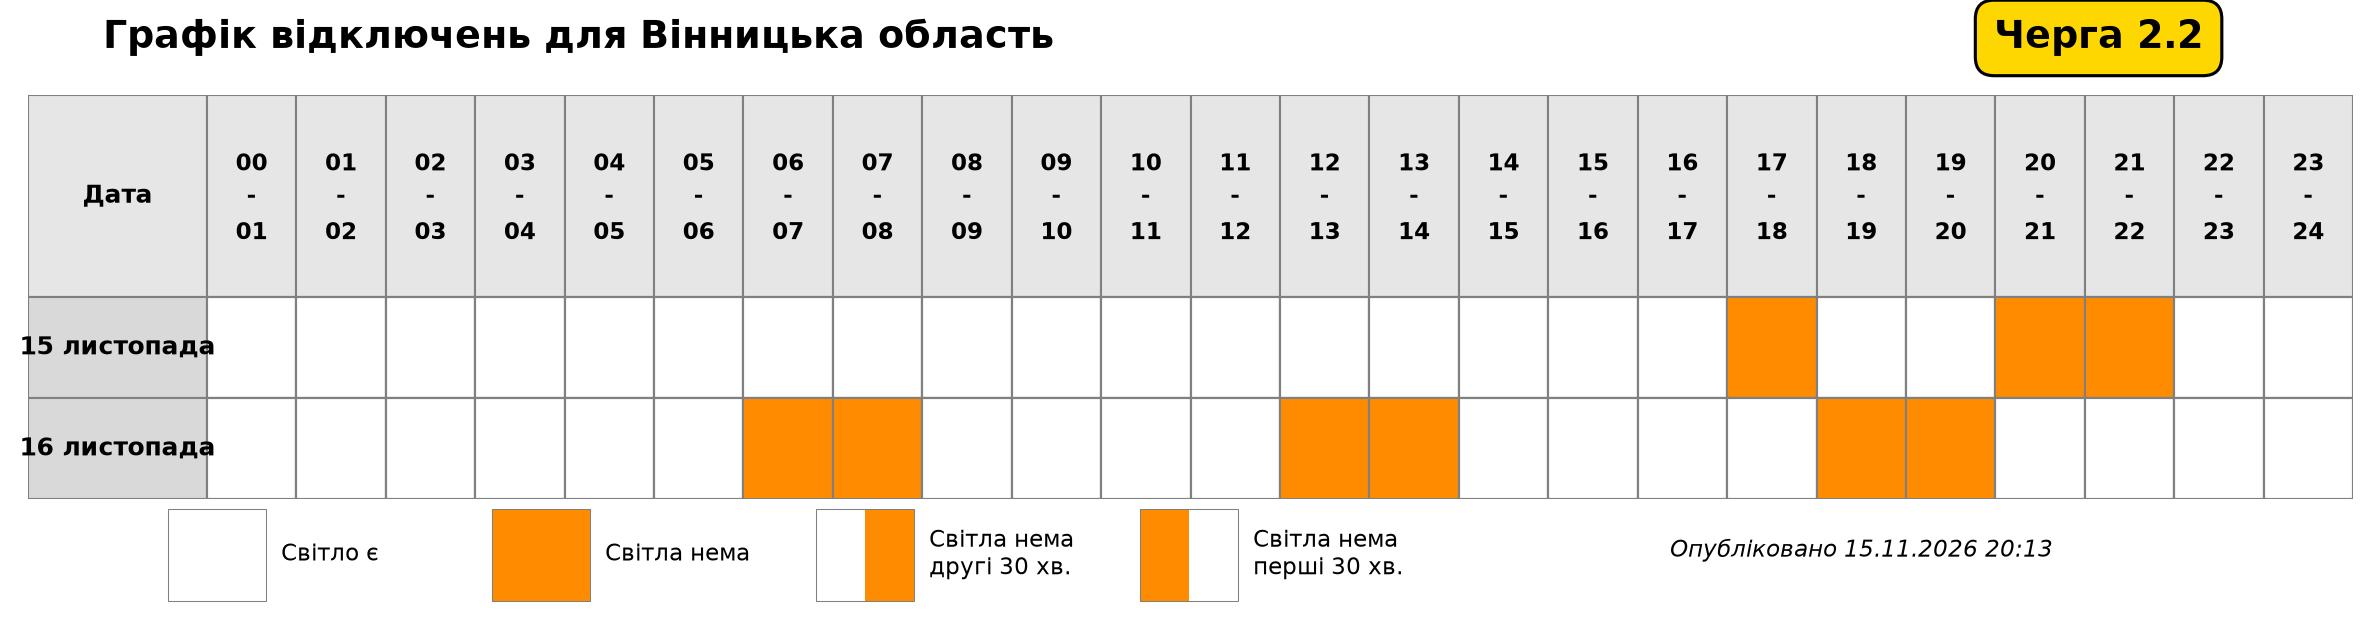 Графік відключень для Вінницька область
Черга 2.2
Дата
00 - 01
01 - 02
02 - 03
03 - 04
04 - 05
05 - 06
06 - 07
07 - 08
08 - 09
09 - 10
10 - 11
11 - 12
12 - 13
13 - 14
14 - 15
15 - 16
16 - 17
17 - 18
18 - 19
19 - 20
20 - 21
21 - 22
22 - 23
23 - 24
15 листопада
16 листопада
Світло є
Світла нема
Світла нема
другі 30 хв.
Світла нема
перші 30 хв.
Опубліковано 15.11.2026 20:13